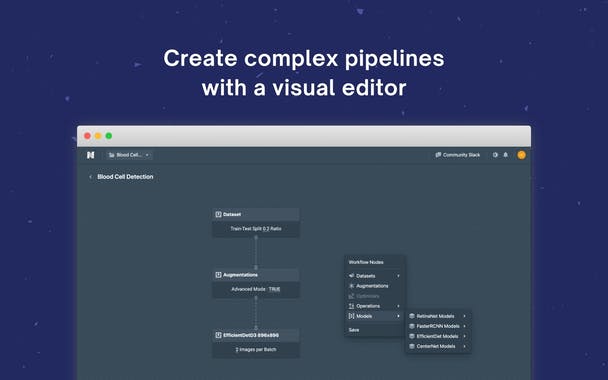 Create complex pipelines
with a visual editor
N
Blood Cell...
Community Slack
Blood Cell Detection
Dataset
Train-Test Split 0.2 Ratio
Augmentations
Advanced Mode TRUE
EfficientDetD3 896x896
2 Images per Batch
Workflow Nodes
Datasets
Augmentations
Optimizers
Operations
Models
Save
RetinaNet Models
FasterRCNN Models
EfficientDet Models
CenterNet Models